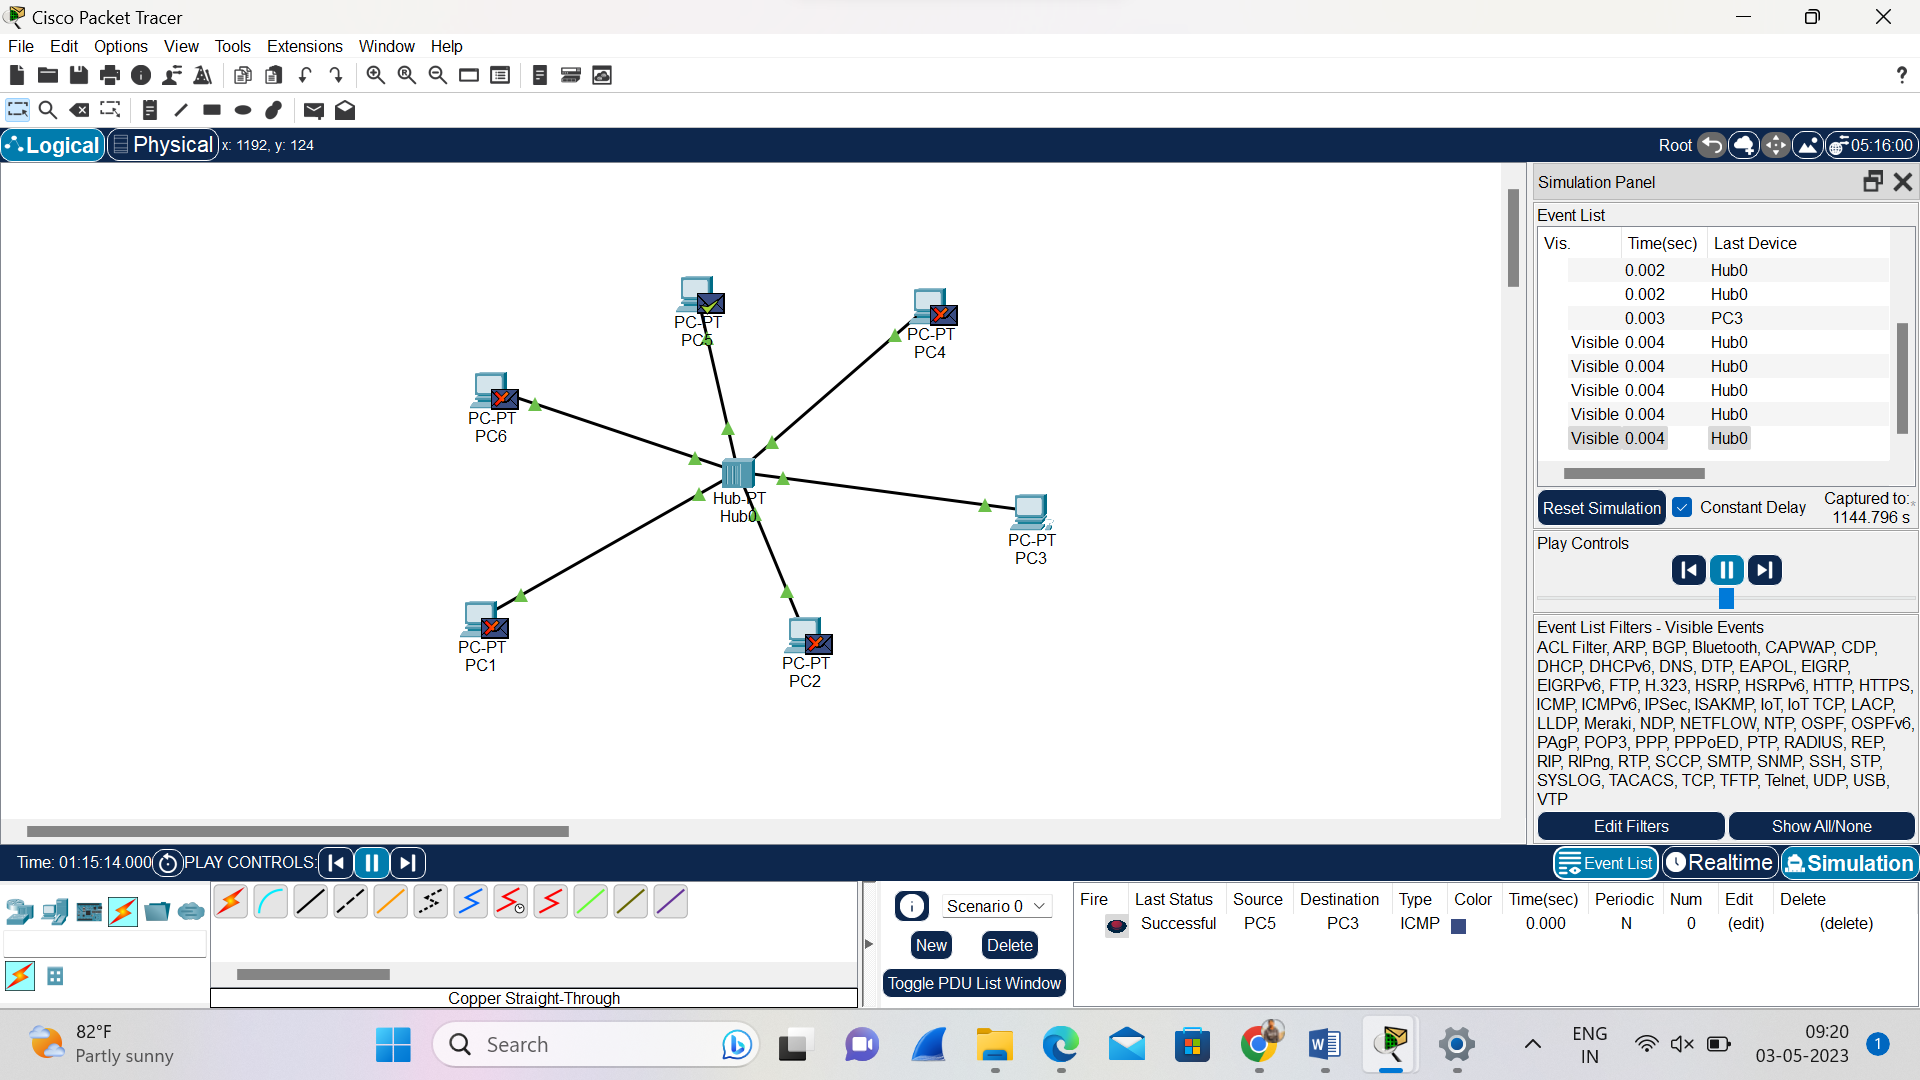 Cisco Packet Tracer
File Edit Options View Tools Extensions Window Help
?
Logical Physical x: 1192, y: 124 Root 05:16:00
Simulation Panel
Event List
Vis. Time(sec) Last Device
0.002 Hub0
0.002 Hub0
0.003 PC3
Visible 0.004 Hub0
Visible 0.004 Hub0
Visible 0.004 Hub0
Visible 0.004 Hub0
Visible 0.004 Hub0
Reset Simulation Constant Delay Captured to:
1144.796 s
Play Controls
Event List Filters - Visible Events
ACL Filter, ARP, BGP, Bluetooth, CAPWAP, CDP,
DHCP, DHCPv6, DNS, DTP, EAPOL, EIGRP,
EIGRPv6, FTP, H.323, HSRP, HSRPv6, HTTP, HTTPS,
ICMP, ICMPv6, IPSec, ISAKMP, IoT, IoT TCP, LACP,
LLDP, Meraki, NDP, NETFLOW, NTP, OSPF, OSPFv6,
PAgP, POP3, PPP, PPPoED, PTP, RADIUS, REP,
RIP, RIPng, RTP, SCCP, SMTP, SNMP, SSH, STP,
SYSLOG, TACACS, TCP, TFTP, Telnet, UDP, USB,
VTP
Edit Filters Show All/None
PC-PT
PC5
PC-PT
PC4
PC-PT
PC6
Hub-PT
Hub0
PC-PT
PC3
PC-PT
PC1
PC-PT
PC2
Time: 01:15:14.000 PLAY CONTROLS: Event List Realtime Simulation
Scenario 0
New Delete
Toggle PDU List Window
Fire Last Status Source Destination Type Color Time(sec) Periodic Num Edit Delete
Successful PC5 PC3 ICMP 0.000 N 0 (edit) (delete)
Copper Straight-Through
82°F
Partly sunny
Search
ENG
IN
09:20
03-05-2023
1